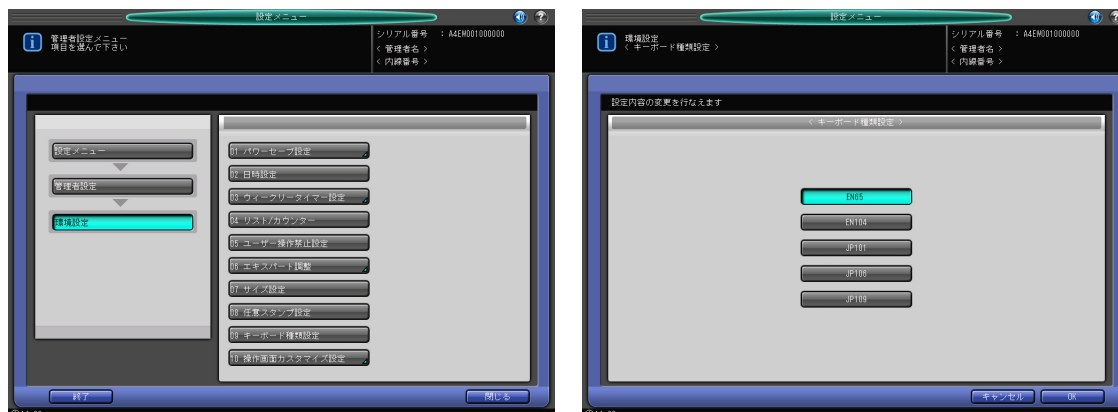 設定メニュー
管理者設定メニュー
項目を選んで下さい
シリアル番号 : A4EW001000000
< 管理者名 >
< 内線番号 >
設定メニュー
管理者設定
環境設定
01 パワーセーブ設定
02 日時設定
03 ウィークリータイマー設定
04 リスト/カウンター
05 ユーザー操作禁止設定
06 エキスパート調整
07 サイズ設定
08 任意スタンプ設定
09 キーボード種類設定
10 操作画面カスタマイズ設定
終了
閉じる
設定メニュー
環境設定
< キーボード種類設定 >
シリアル番号 : A4EW001000000
< 管理者名 >
< 内線番号 >
設定内容の変更を行なえます
< キーボード種類設定 >
EN65
EN104
JP101
JP106
JP109
キャンセル
OK